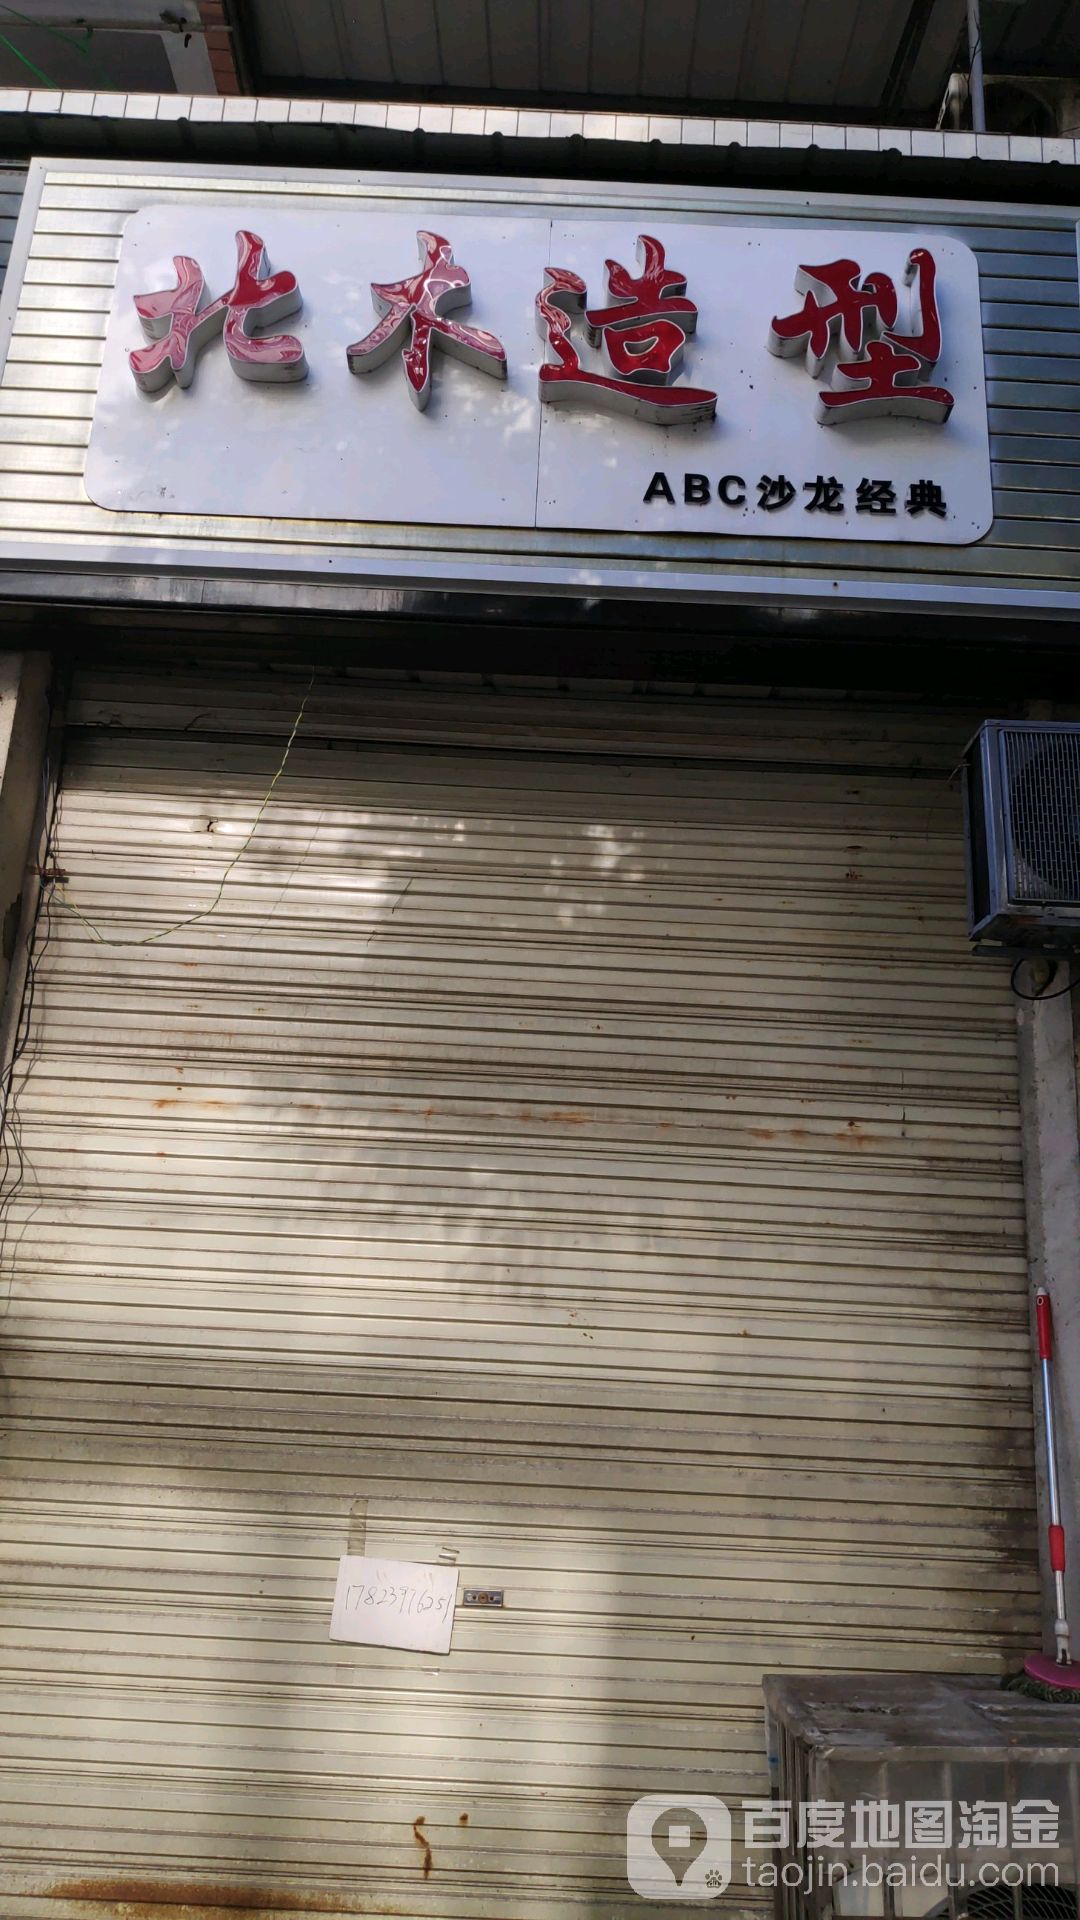 北木造型
ABC沙龙经典
17823976251
百度地图淘金
taojin.baidu.com